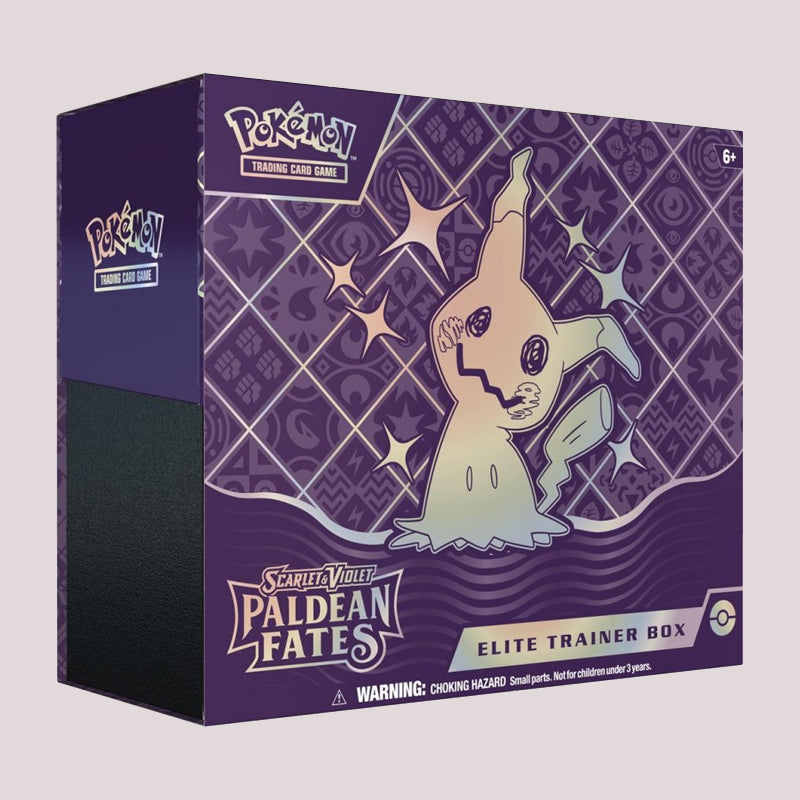 POKéMON™
TRADING CARD GAME
6+
POKéMON
TRADING CARD GAME
SCARLET & VIOLET
PALDEAN
FATES
ELITE TRAINER BOX
⚠ WARNING: CHOKING HAZARD Small parts. Not for children under 3 years.